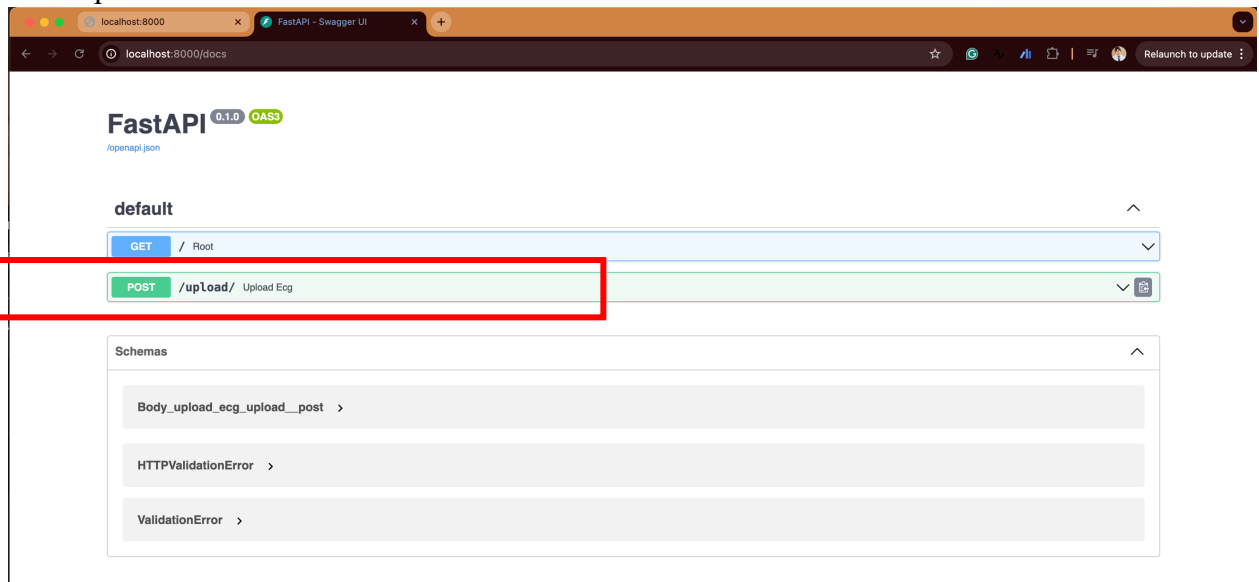 localhost:8000 FastAPI - Swagger UI
localhost:8000/docs Relaunch to update
FastAPI 0.1.0 OAS3
/openapi.json
default
GET / Root
POST /upload/ Upload Ecg
Schemas
Body_upload_ecg_upload__post
HTTPValidationError
ValidationError